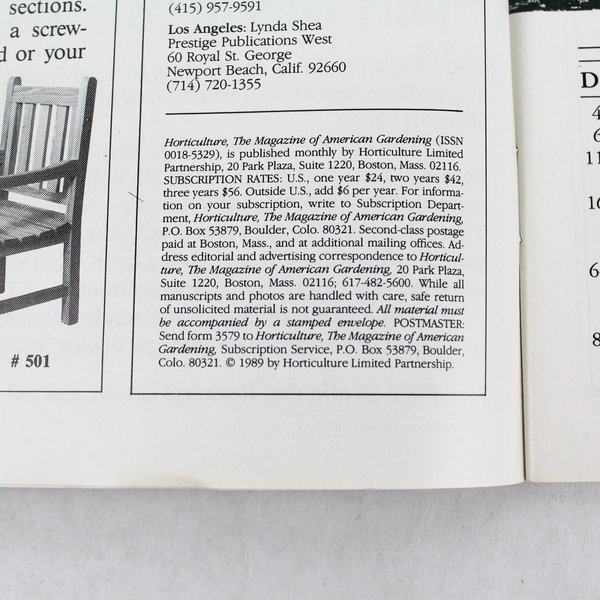 sections.
a screw-
d or your
# 501
(415) 957-9591
Los Angeles: Lynda Shea
Prestige Publications West
60 Royal St. George
Newport Beach, Calif. 92660
(714) 720-1355
Horticulture, The Magazine of American Gardening (ISSN
0018-5329), is published monthly by Horticulture Limited
Partnership, 20 Park Plaza, Suite 1220, Boston, Mass. 02116.
SUBSCRIPTION RATES: U.S., one year $24, two years $42,
three years $56. Outside U.S., add $6 per year. For informa-
tion on your subscription, write to Subscription Depart-
ment, Horticulture, The Magazine of American Gardening,
P.O. Box 53879, Boulder, Colo. 80321. Second-class postage
paid at Boston, Mass., and at additional mailing offices. Ad-
dress editorial and advertising correspondence to Horticul-
ture, The Magazine of American Gardening, 20 Park Plaza,
Suite 1220, Boston, Mass. 02116; 617-482-5600. While all
manuscripts and photos are handled with care, safe return
of unsolicited material is not guaranteed. All material must
be accompanied by a stamped envelope. POSTMASTER:
Send form 3579 to Horticulture, The Magazine of American
Gardening, Subscription Service, P.O. Box 53879, Boulder,
Colo. 80321. © 1989 by Horticulture Limited Partnership.
D
4
6
11
16
6
8